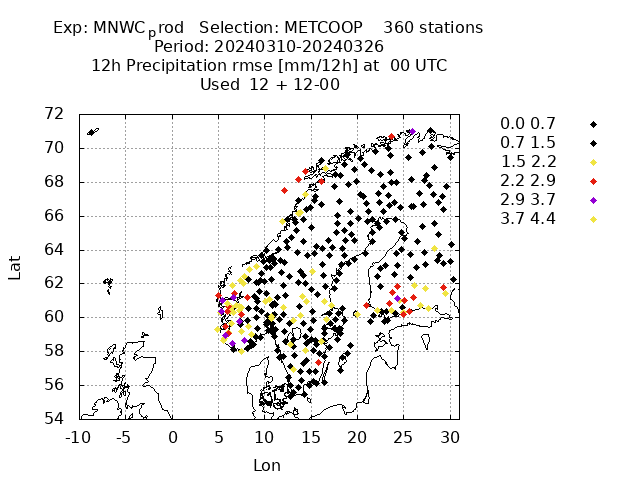 Exp: MNWC_prod Selection: METCOOP 360 stations
Period: 20240310-20240326
12h Precipitation rmse [mm/12h] at 00 UTC
Used 12 + 12-00
72
70
68
66
64
62
60
58
56
54
-10 -5 0 5 10 15 20 25 30
Lat
Lon
0.0 0.7
0.7 1.5
1.5 2.2
2.2 2.9
2.9 3.7
3.7 4.4